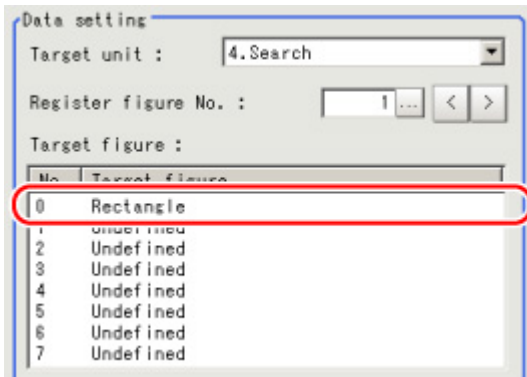 Data setting
Target unit : 4.Search
Register figure No. : 1 ... < >
Target figure :
No. Target figure
0 Rectangle
1 Undefined
2 Undefined
3 Undefined
4 Undefined
5 Undefined
6 Undefined
7 Undefined